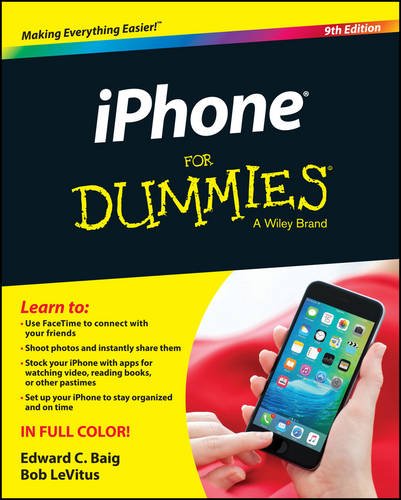 Making Everything Easier!™
9th Edition
iPhone®
FOR
DUMMIES®
A Wiley Brand
Learn to:
• Use FaceTime to connect with
your friends
• Shoot photos and instantly share them
• Stock your iPhone with apps for
watching video, reading books,
or other pastimes
• Set up your iPhone to stay organized
and on time
IN FULL COLOR!
Edward C. Baig
Bob LeVitus